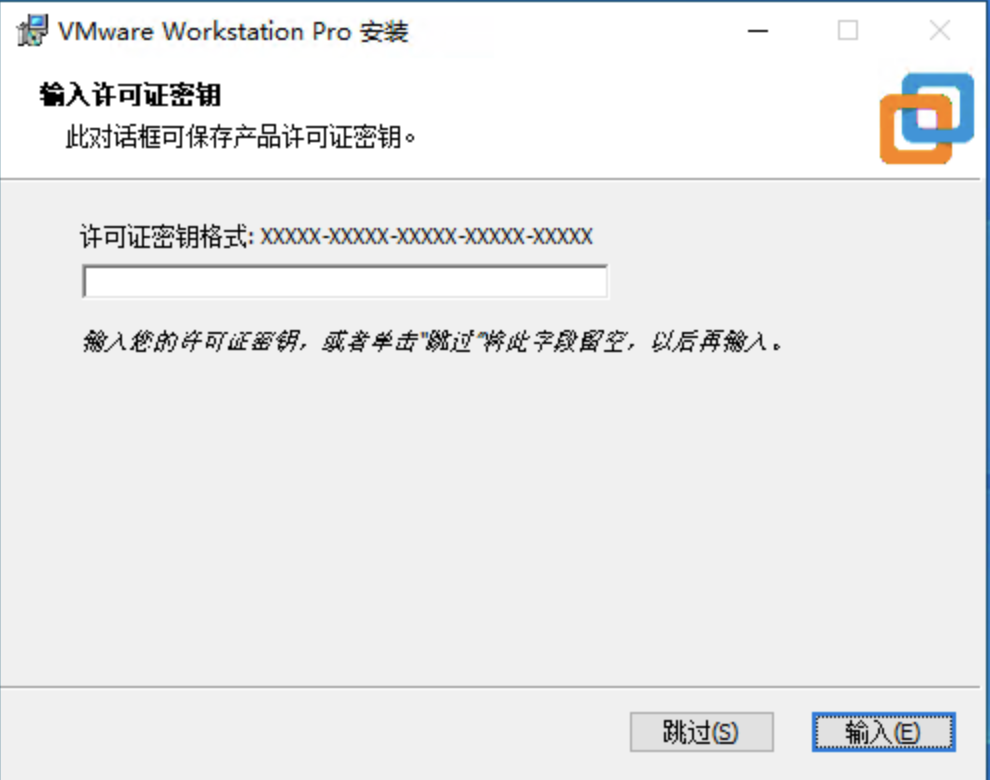 VMware Workstation Pro 安装
输入许可证密钥
此对话框可保存产品许可证密钥。
许可证密钥格式: XXXXX-XXXXX-XXXXX-XXXXX-XXXXX
输入您的许可证密钥，或者单击"跳过"将此字段留空，以后再输入。
跳过(S) 输入(E)